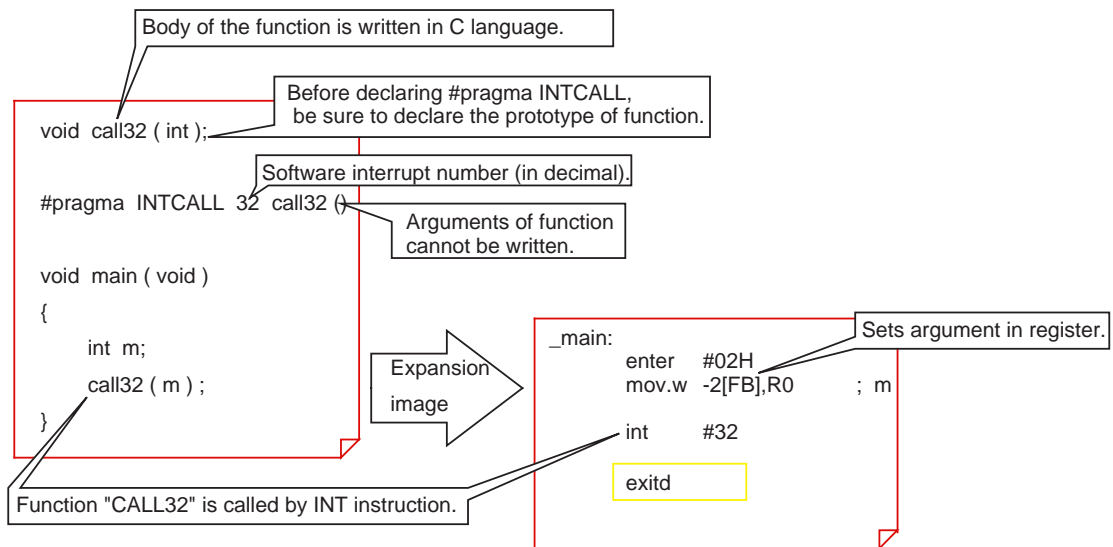 Body of the function is written in C language.
Before declaring #pragma INTCALL,
be sure to declare the prototype of function.
void call32 ( int );
Software interrupt number (in decimal).
#pragma INTCALL 32 call32 ()
Arguments of function
cannot be written.
void main ( void )
{
int m;
call32 ( m ) ;
}
Function "CALL32" is called by INT instruction.
Expansion
image
Sets argument in register.
_main:
enter #02H
mov.w -2[FB],R0 ; m
int #32
exitd